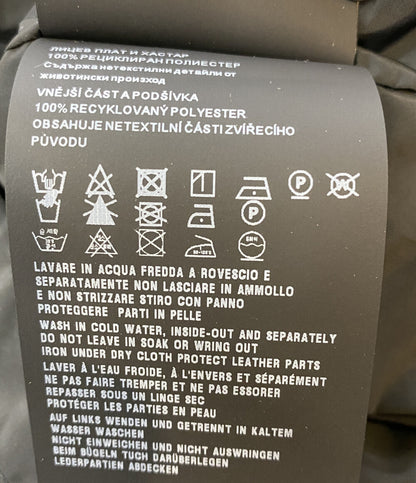 ЛИЦЕВ ПЛАТ И ХАСТАР
100% РЕЦИКЛИРАН ПОЛИЕСТЕР
Съдържа нетекстилни детайли от
животински произход
VNĚJŠÍ ČÁST A PODŠÍVKA
100% RECYKLOVANÝ POLYESTER
OBSAHUJE NETEXTILNÍ ČÁSTI ZVÍŘECÍHO
PŮVODU
P W
P
LAVARE IN ACQUA FREDDA A ROVESCIO E
SEPARATAMENTE NON LASCIARE IN AMMOLLO
E NON STRIZZARE STIRO CON PANNO
PROTEGGERE PARTI IN PELLE
WASH IN COLD WATER, INSIDE-OUT AND SEPARATELY
DO NOT LEAVE IN SOAK OR WRING OUT
IRON UNDER DRY CLOTH PROTECT LEATHER PARTS
LAVER À L'EAU FROIDE, À L'ENVERS ET SÉPARÉMENT
NE PAS FAIRE TREMPER ET NE PAS ESSORER
REPASSER SOUS UN LINGE SEC
PROTÉGER LES PARTIES EN PEAU
AUF LINKS WENDEN UND GETRENNT IN KALTEM
WASSER WASCHEN
NICHT EINWEICHEN UND NICHT AUSWRINGEN
BEIM BÜGELN TUCH DARÜBERLEGEN
LEDERPARTIEN ABDECKEN